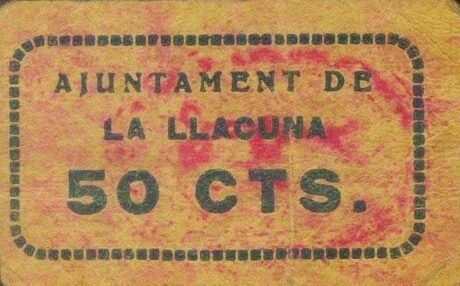 AJUNTAMENT DE
LA LLACUNA
50 CTS.